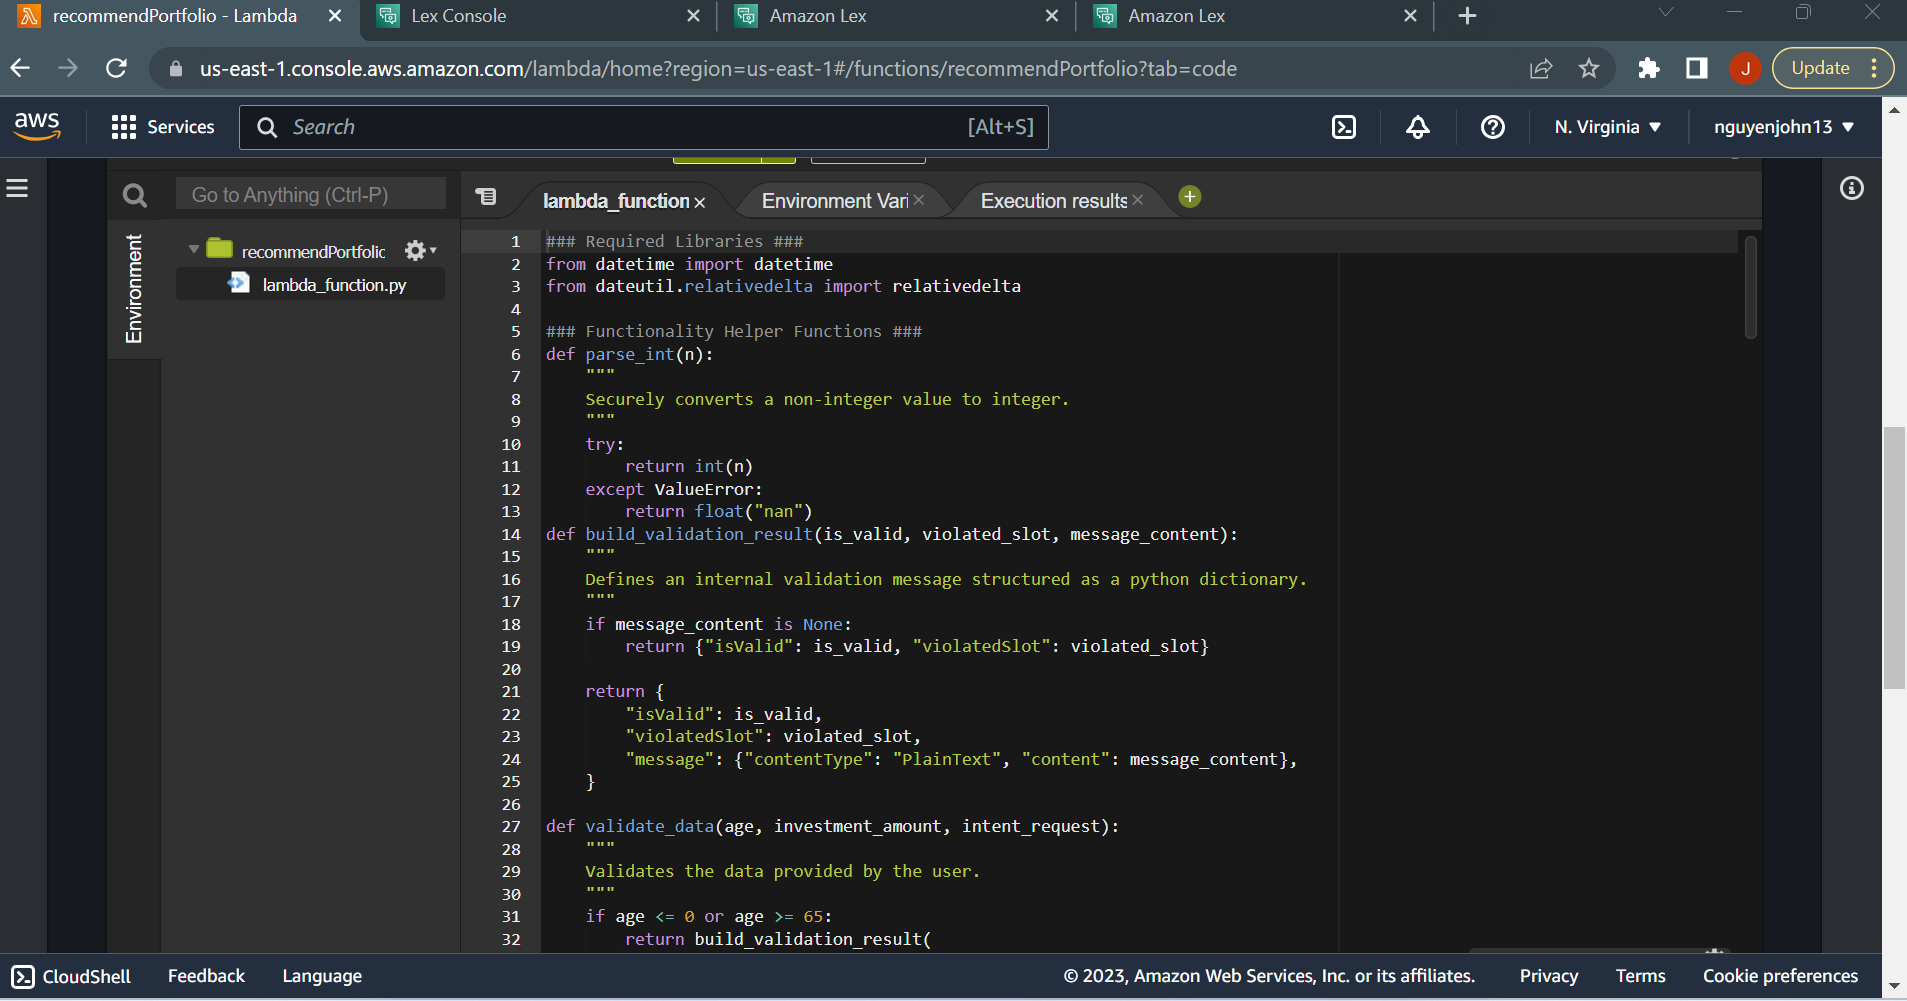 recommendPortfolio - Lambda
Lex Console
Amazon Lex
Amazon Lex
us-east-1.console.aws.amazon.com/lambda/home?region=us-east-1#/functions/recommendPortfolio?tab=code
J
Update
aws
Services
Search
[Alt+S]
N. Virginia
nguyenjohn13
Go to Anything (Ctrl-P)
lambda_function
Environment Vari
Execution results
Environment
recommendPortfolic
lambda_function.py
1 ### Required Libraries ###
2 from datetime import datetime
3 from dateutil.relativedelta import relativedelta
4
5 ### Functionality Helper Functions ###
6 def parse_int(n):
7     """
8     Securely converts a non-integer value to integer.
9     """
10     try:
11         return int(n)
12     except ValueError:
13         return float("nan")
14 def build_validation_result(is_valid, violated_slot, message_content):
15     """
16     Defines an internal validation message structured as a python dictionary.
17     """
18     if message_content is None:
19         return {"isValid": is_valid, "violatedSlot": violated_slot}
20
21     return {
22         "isValid": is_valid,
23         "violatedSlot": violated_slot,
24         "message": {"contentType": "PlainText", "content": message_content},
25     }
26
27 def validate_data(age, investment_amount, intent_request):
28     """
29     Validates the data provided by the user.
30     """
31     if age <= 0 or age >= 65:
32         return build_validation_result(
CloudShell
Feedback
Language
© 2023, Amazon Web Services, Inc. or its affiliates.
Privacy
Terms
Cookie preferences